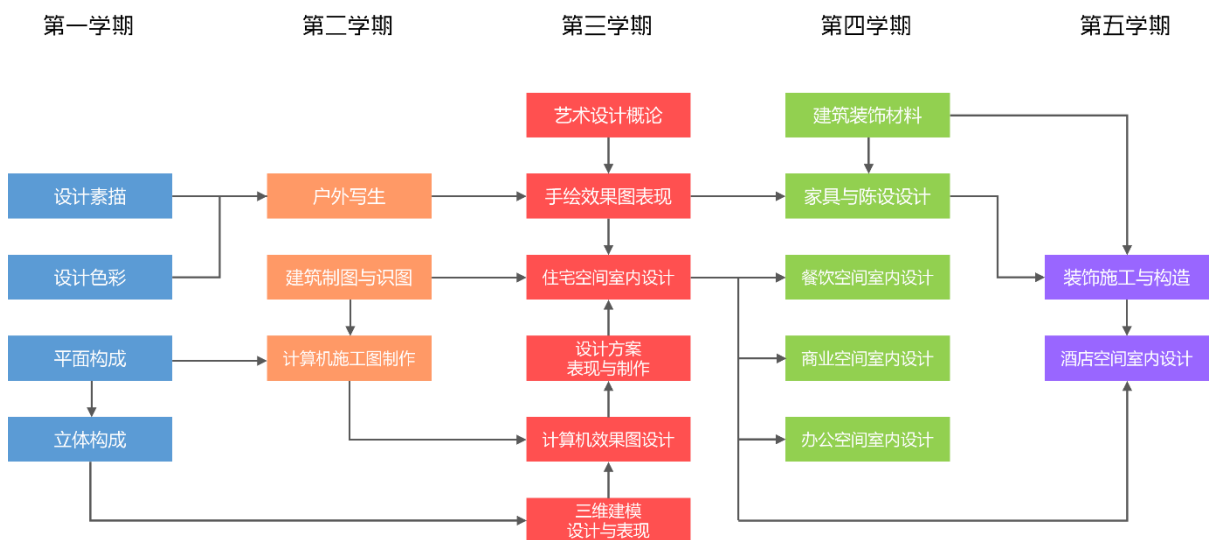 第一学期
第二学期
第三学期
第四学期
第五学期
艺术设计概论
建筑装饰材料
设计素描
户外写生
手绘效果图表现
家具与陈设设计
设计色彩
建筑制图与识图
住宅空间室内设计
餐饮空间室内设计
装饰施工与构造
平面构成
计算机施工图制作
设计方案
表现与制作
商业空间室内设计
酒店空间室内设计
立体构成
计算机效果图设计
办公空间室内设计
三维建模
设计与表现